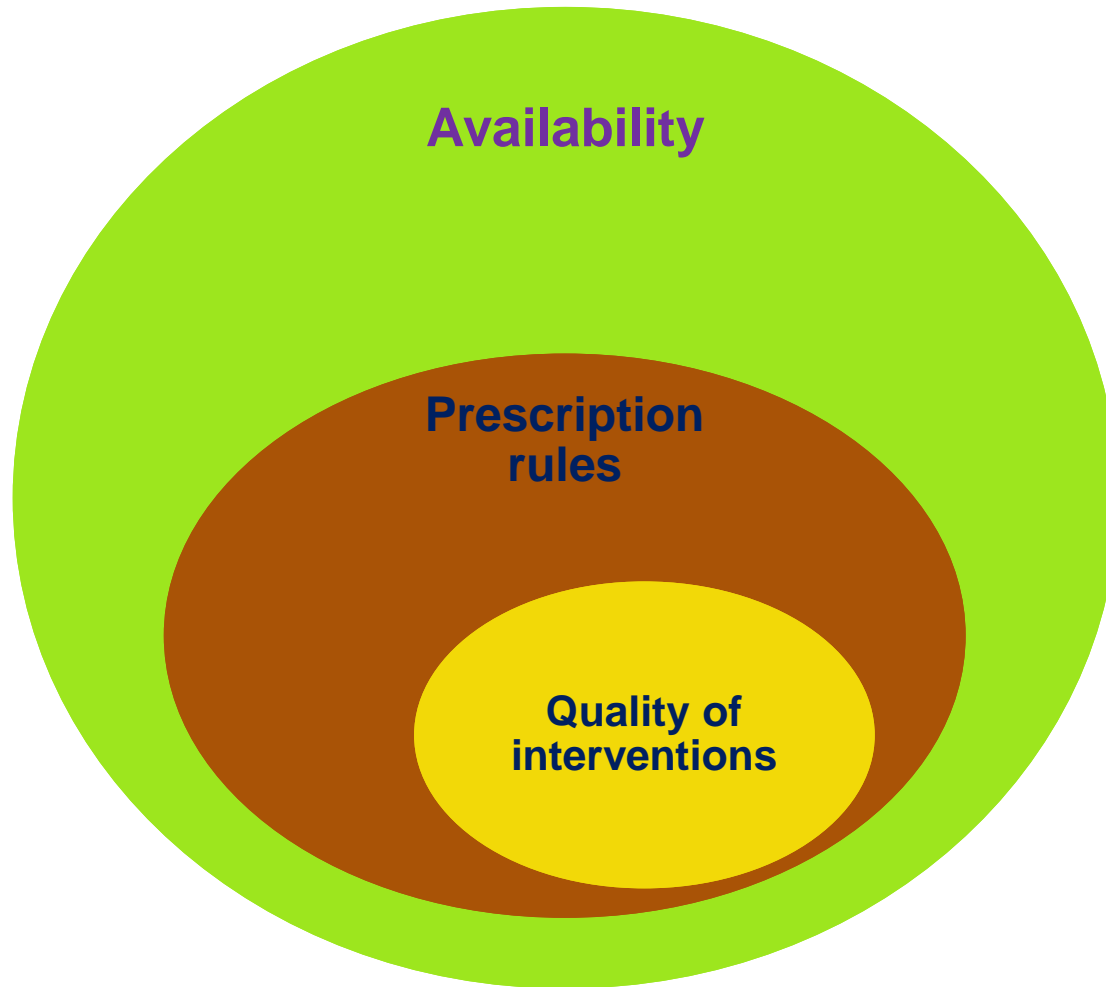 Availability
Prescription
rules
Quality of
interventions